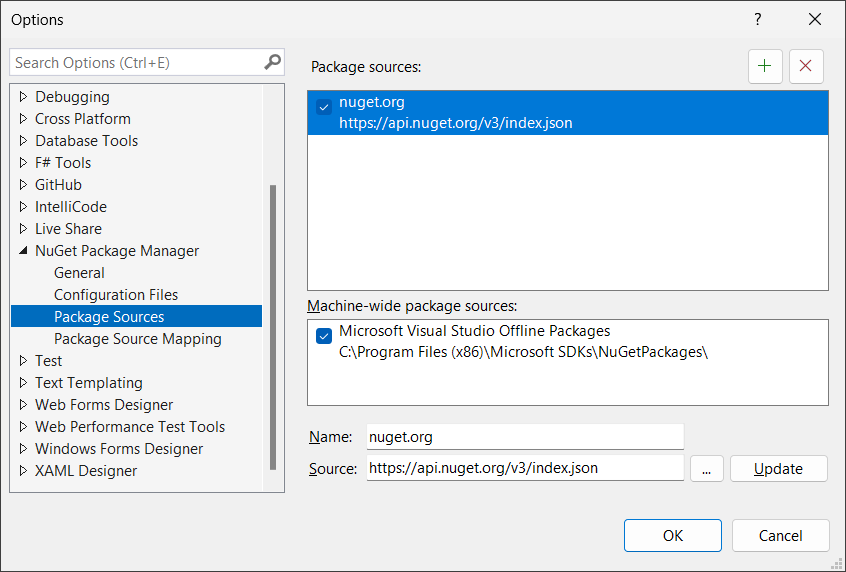 Options
?
Search Options (Ctrl+E)
Debugging
Cross Platform
Database Tools
F# Tools
GitHub
IntelliCode
Live Share
NuGet Package Manager
General
Configuration Files
Package Sources
Package Source Mapping
Test
Text Templating
Web Forms Designer
Web Performance Test Tools
Windows Forms Designer
XAML Designer
Package sources:
nuget.org
https://api.nuget.org/v3/index.json
Machine-wide package sources:
Microsoft Visual Studio Offline Packages
C:\Program Files (x86)\Microsoft SDKs\NuGetPackages\
Name: nuget.org
Source: https://api.nuget.org/v3/index.json ... Update
OK Cancel